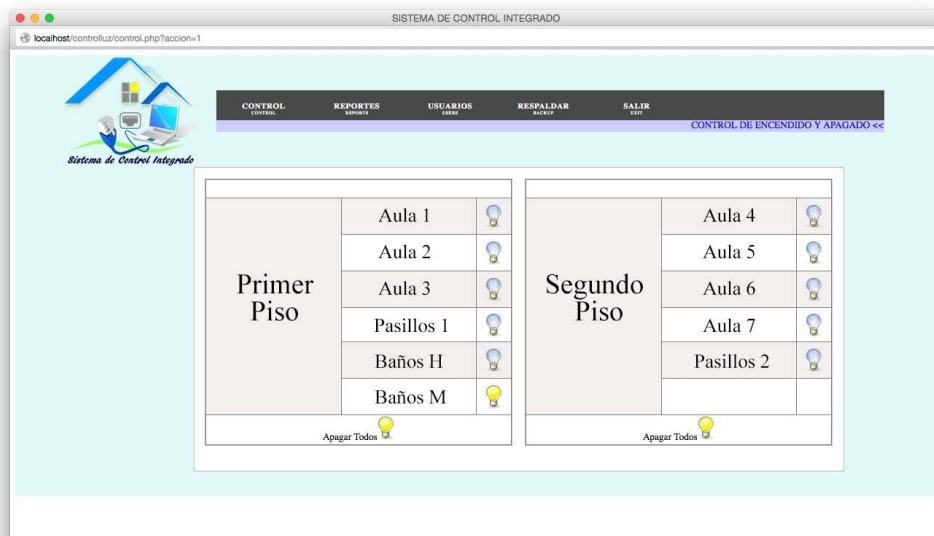 SISTEMA DE CONTROL INTEGRADO
localhost/controlluz/control.php?accion=1
CONTROL REPORTES USUARIOS RESPALDAR SALIR
CONTROL REPORTS USERS BACKUP EXIT
CONTROL DE ENCENDIDO Y APAGADO <<
Sistema de Control Integrado
Primer
Piso
Aula 1
Aula 2
Aula 3
Pasillos 1
Baños H
Baños M
Apagar Todos
Segundo
Piso
Aula 4
Aula 5
Aula 6
Aula 7
Pasillos 2
Apagar Todos